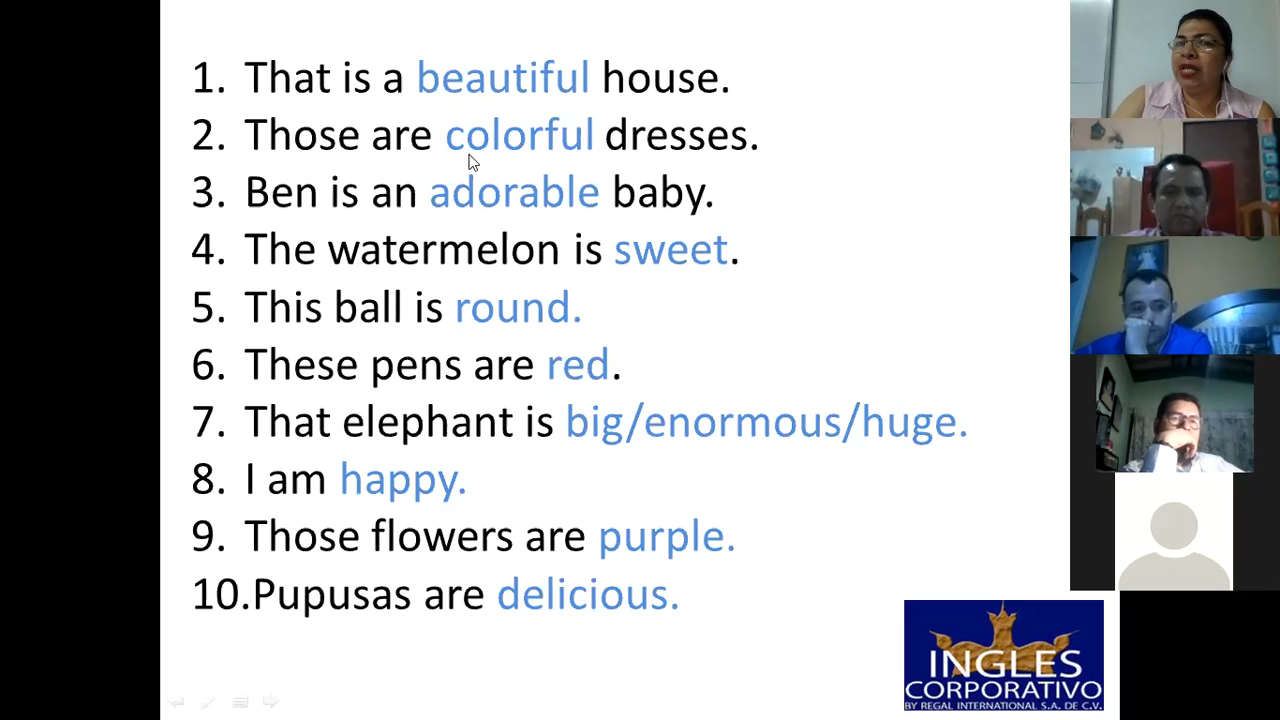 1. That is a beautiful house.
2. Those are colorful dresses.
3. Ben is an adorable baby.
4. The watermelon is sweet.
5. This ball is round.
6. These pens are red.
7. That elephant is big/enormous/huge.
8. I am happy.
9. Those flowers are purple.
10.Pupusas are delicious.
INGLES
CORPORATIVO
BY REGAL INTERNATIONAL S.A. DE C.V.